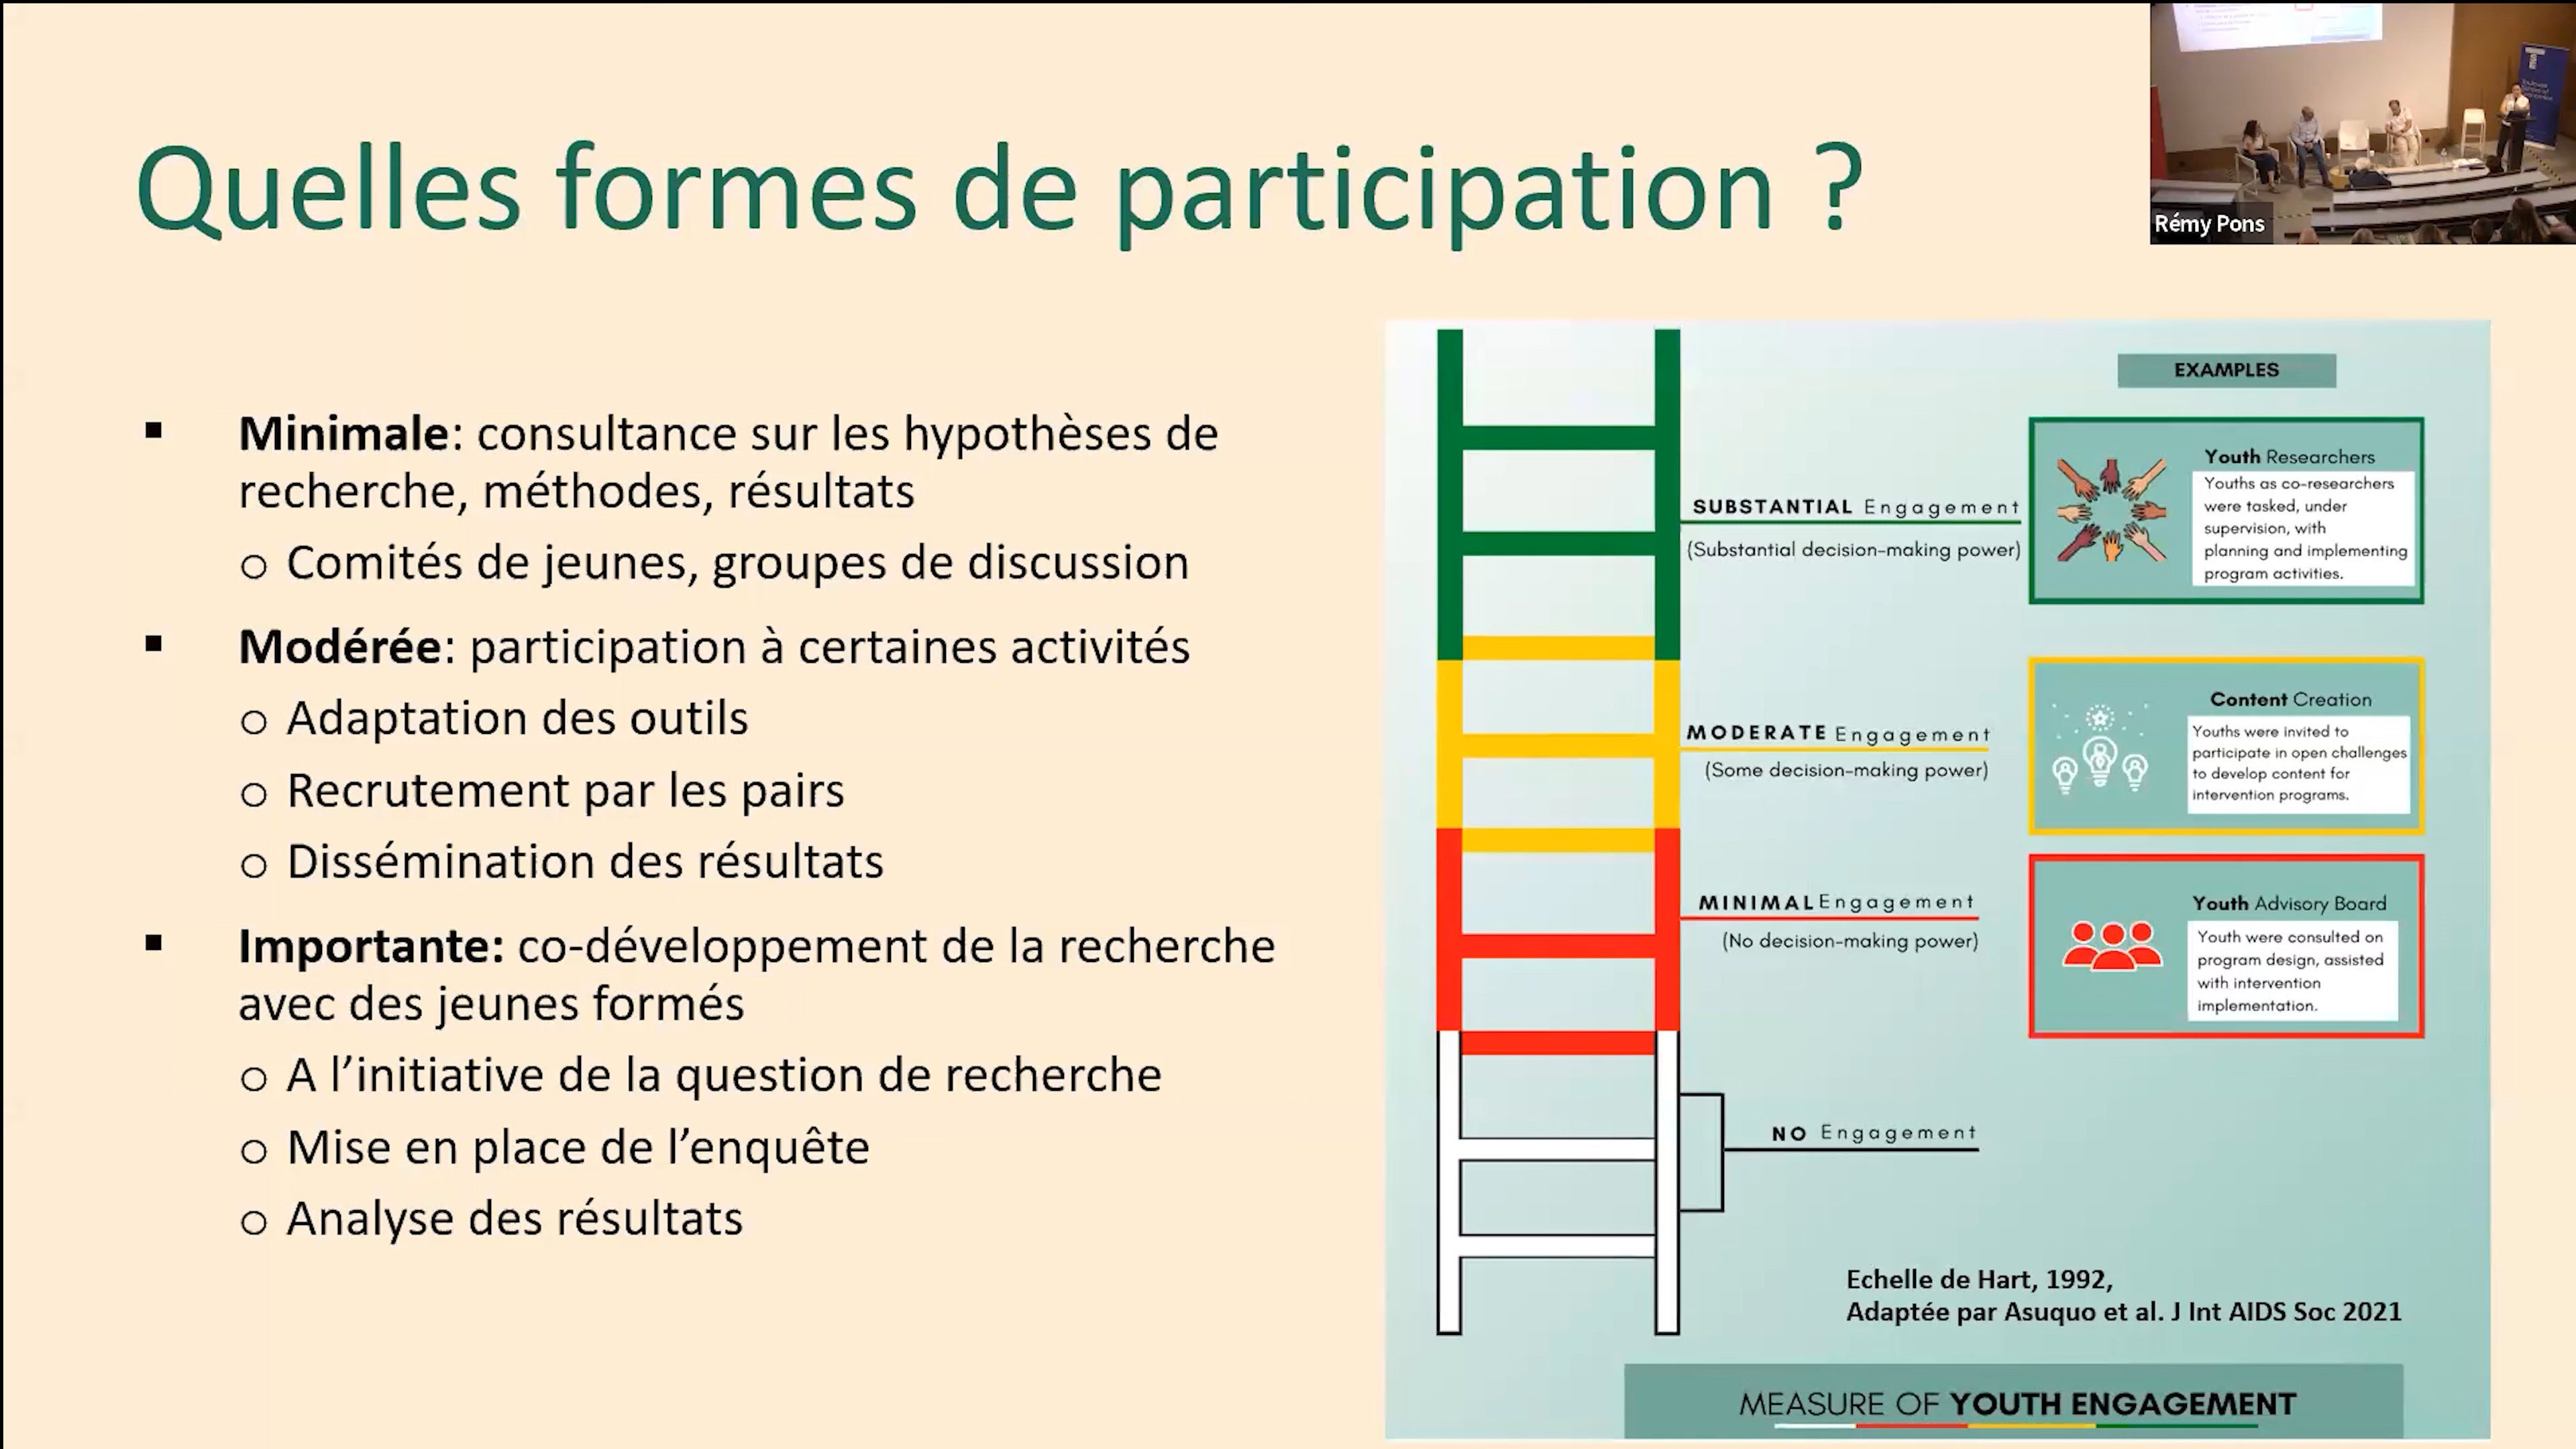 Quelles formes de participation ?
Rémy Pons
▪ Minimale: consultance sur les hypothèses de
recherche, méthodes, résultats
o Comités de jeunes, groupes de discussion
▪ Modérée: participation à certaines activités
o Adaptation des outils
o Recrutement par les pairs
o Dissémination des résultats
▪ Importante: co-développement de la recherche
avec des jeunes formés
o A l’initiative de la question de recherche
o Mise en place de l’enquête
o Analyse des résultats
EXAMPLES
SUBSTANTIAL Engagement
(Substantial decision-making power)
Youth Researchers
Youths as co-researchers
were tasked, under
supervision, with
planning and implementing
program activities.
MODERATE Engagement
(Some decision-making power)
Content Creation
Youths were invited to
participate in open challenges
to develop content for
intervention programs.
MINIMAL Engagement
(No decision-making power)
Youth Advisory Board
Youth were consulted on
program design, assisted
with intervention
implementation.
NO Engagement
Echelle de Hart, 1992,
Adaptée par Asuquo et al. J Int AIDS Soc 2021
MEASURE OF YOUTH ENGAGEMENT